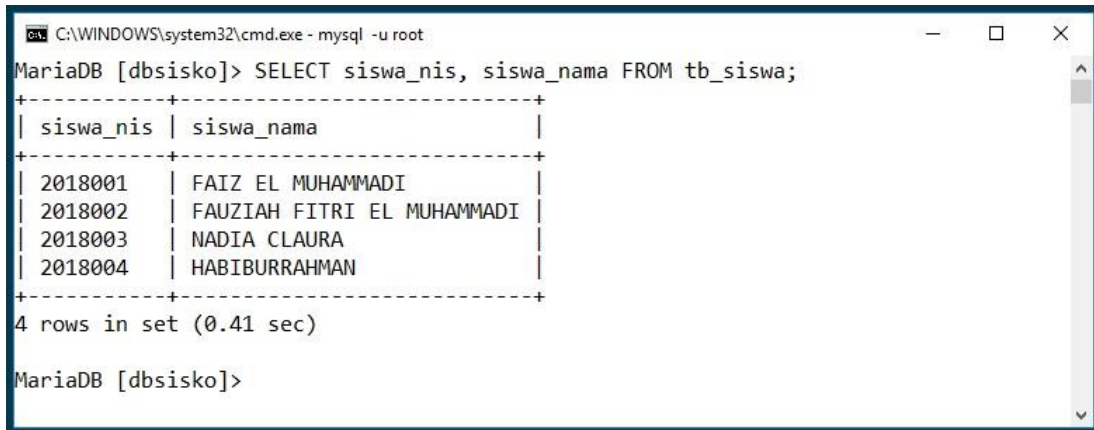 C:\WINDOWS\system32\cmd.exe - mysql -u root
MariaDB [dbsisko]> SELECT siswa_nis, siswa_nama FROM tb_siswa;
+-----------+----------------------------+
| siswa_nis | siswa_nama                 |
+-----------+----------------------------+
| 2018001   | FAIZ EL MUHAMMADI          |
| 2018002   | FAUZIAH FITRI EL MUHAMMADI |
| 2018003   | NADIA CLAURA               |
| 2018004   | HABIBURRAHMAN              |
+-----------+----------------------------+
4 rows in set (0.41 sec)
MariaDB [dbsisko]>